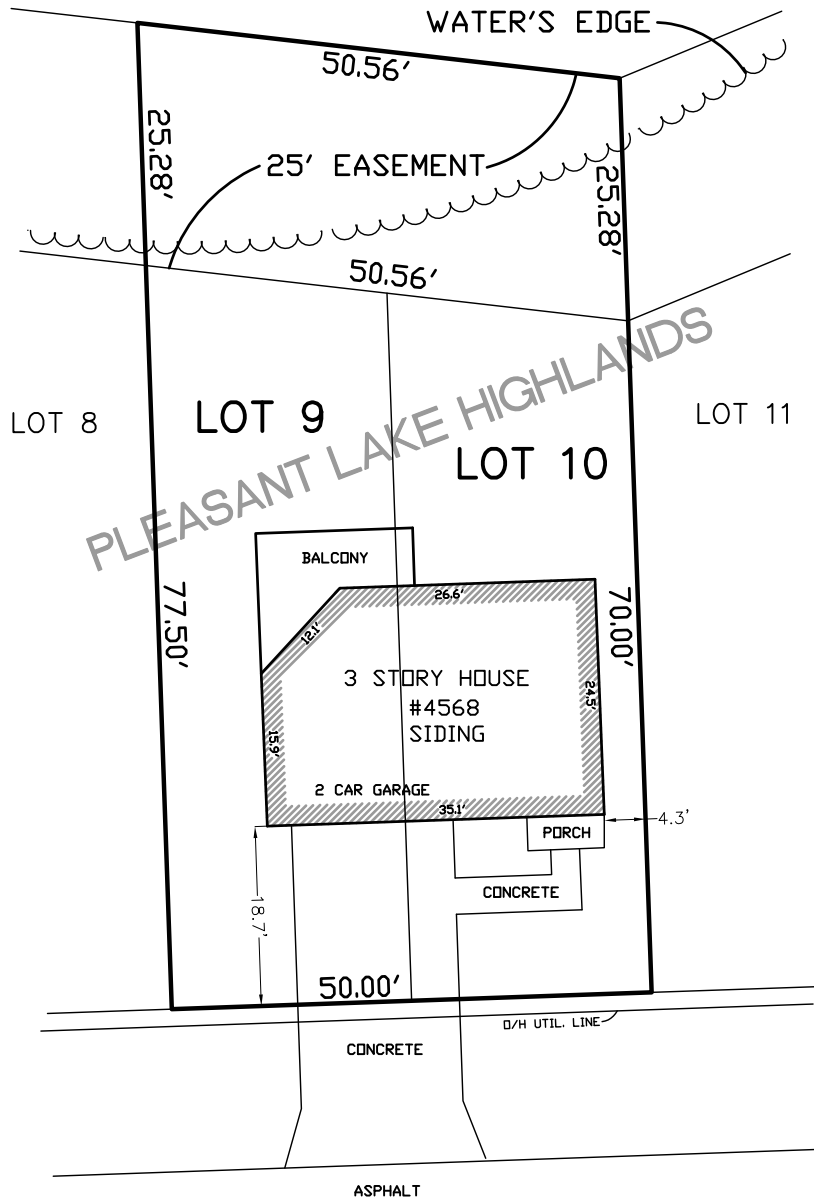 WATER'S EDGE
50.56'
25.28'
25' EASEMENT
25.28'
50.56'
PLEASANT LAKE HIGHLANDS
LOT 8
LOT 9
LOT 11
LOT 10
BALCONY
77.50'
26.6'
70.00'
12.1'
3 STORY HOUSE
#4568
SIDING
24.5'
15.9'
2 CAR GARAGE
35.1'
PORCH
4.3'
CONCRETE
18.7'
50.00'
O/H UTIL. LINE
CONCRETE
ASPHALT